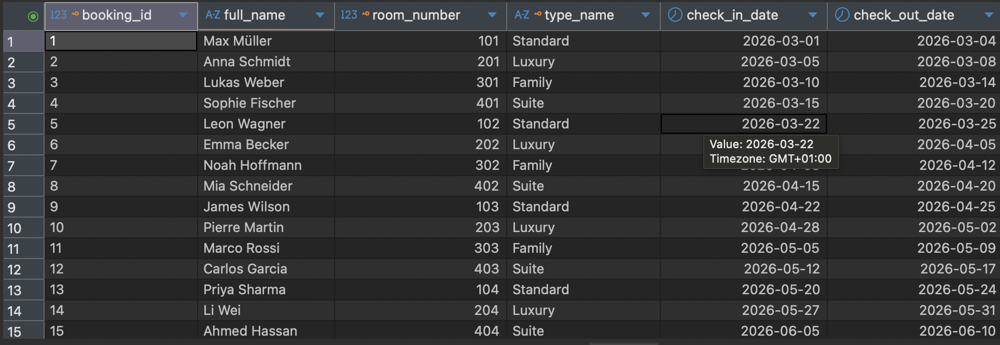 123 booking_id A-Z full_name 123 room_number A-Z type_name check_in_date check_out_date
1 1 Max Müller 101 Standard 2026-03-01 2026-03-04
2 2 Anna Schmidt 201 Luxury 2026-03-05 2026-03-08
3 3 Lukas Weber 301 Family 2026-03-10 2026-03-14
4 4 Sophie Fischer 401 Suite 2026-03-15 2026-03-20
5 5 Leon Wagner 102 Standard 2026-03-22 2026-03-25
6 6 Emma Becker 202 Luxury 2026-04-05
Value: 2026-03-22
Timezone: GMT+01:00
7 7 Noah Hoffmann 302 Family 2026-04-12
8 8 Mia Schneider 402 Suite 2026-04-15 2026-04-20
9 9 James Wilson 103 Standard 2026-04-22 2026-04-25
10 10 Pierre Martin 203 Luxury 2026-04-28 2026-05-02
11 11 Marco Rossi 303 Family 2026-05-05 2026-05-09
12 12 Carlos Garcia 403 Suite 2026-05-12 2026-05-17
13 13 Priya Sharma 104 Standard 2026-05-20 2026-05-24
14 14 Li Wei 204 Luxury 2026-05-27 2026-05-31
15 15 Ahmed Hassan 404 Suite 2026-06-05 2026-06-10